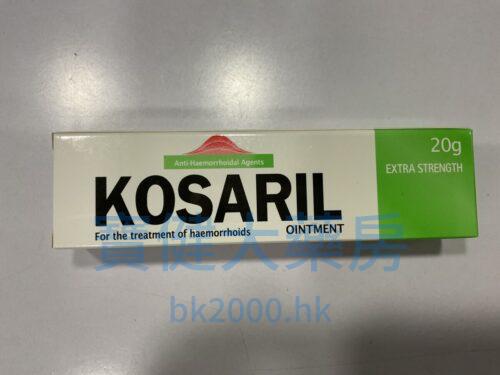 Anti-Haemorrhoidal Agents
20g
EXTRA STRENGTH
KOSARIL
For the treatment of haemorrhoids
OINTMENT
寶健大藥房
bk2000.hk